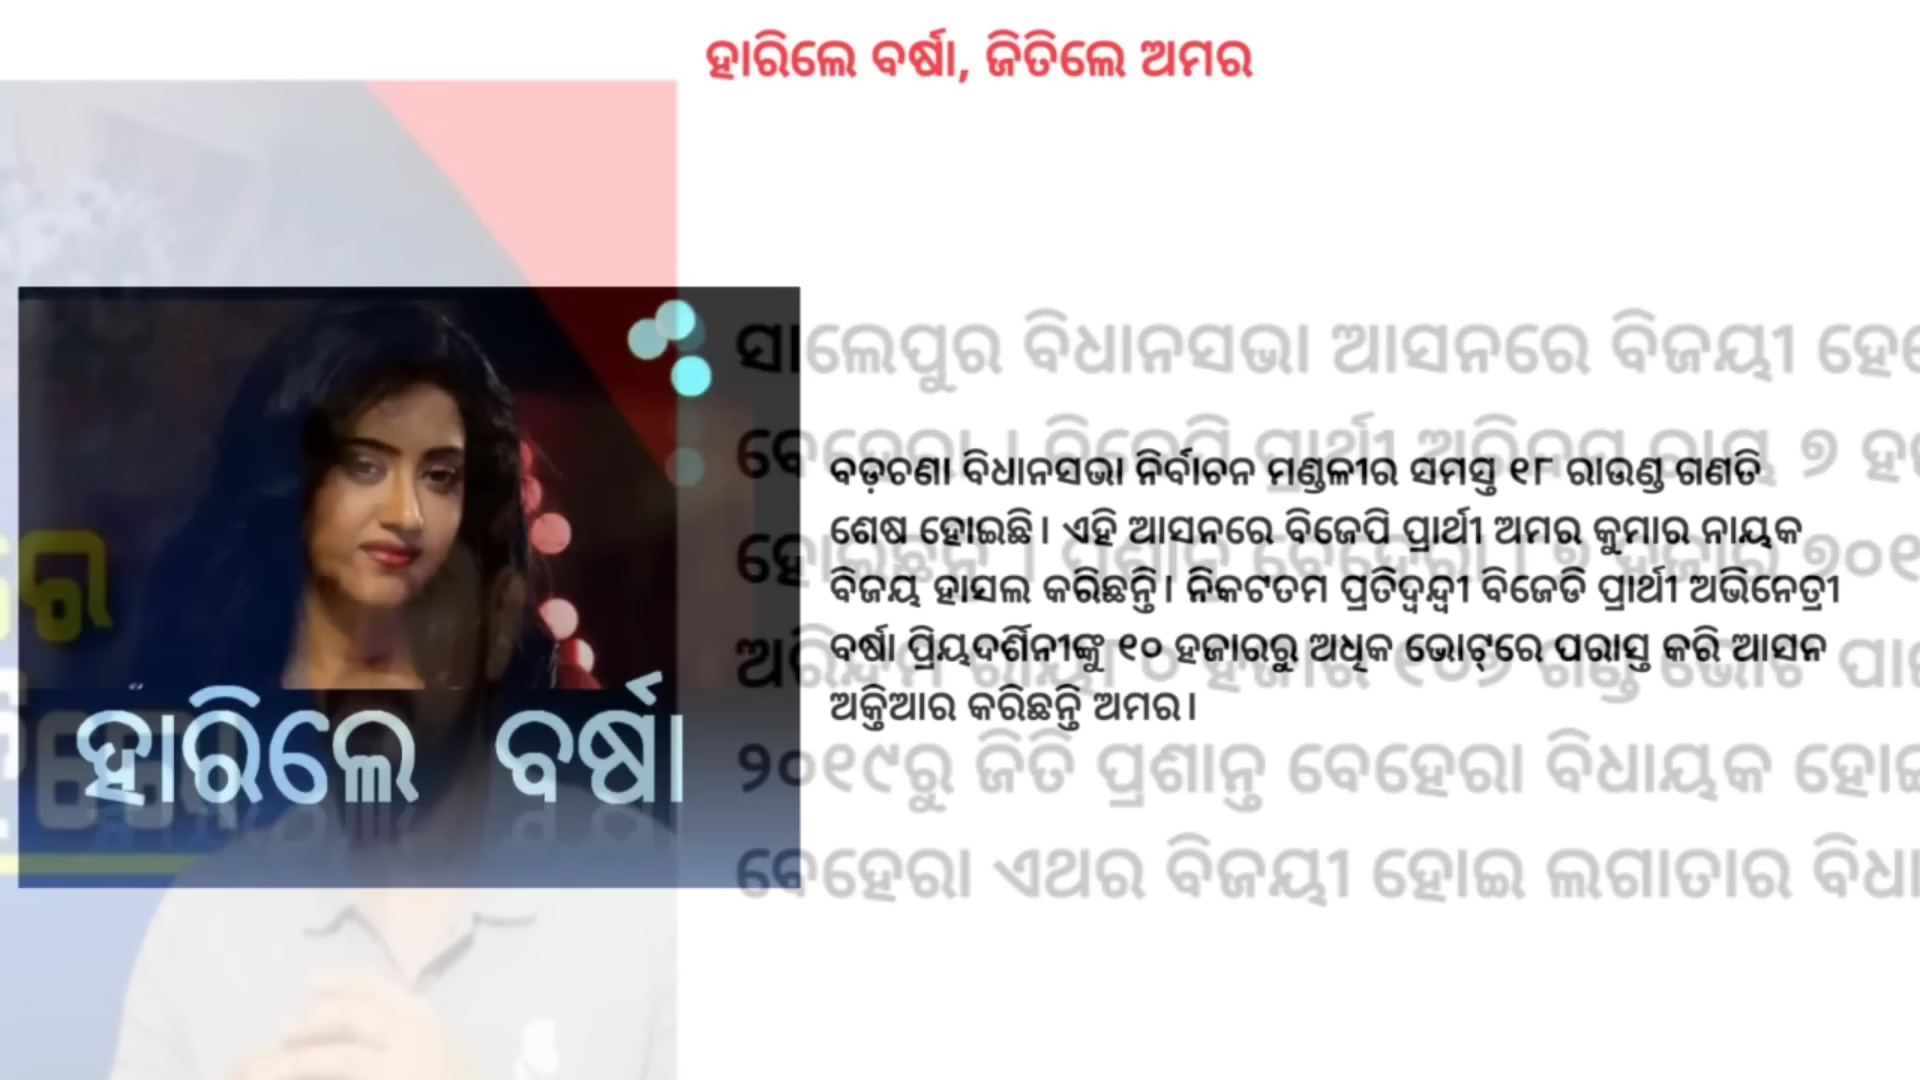 ହାରିଲେ ବର୍ଷା, ଜିତିଲେ ଅମର
ସାଲେପୁର ବିଧାନସଭା ଆସନରେ ବିଜୟୀ
ବଡ଼ଚଣା ବିଧାନସଭା ନିର୍ବାଚନ ମଣ୍ଡଳୀର ସମସ୍ତ ୧୮ ରାଉଣ୍ଡ ଗଣତି
ଶେଷ ହୋଇଛି। ଏହି ଆସନରେ ବିଜେପି ପ୍ରାର୍ଥୀ ଅମର କୁମାର ନାୟକ
ବିଜୟ ହାସଲ କରିଛନ୍ତି। ନିକଟତମ ପ୍ରତିଦ୍ୱନ୍ଦ୍ୱୀ ବିଜେଡି ପ୍ରାର୍ଥୀ ଅଭିନେତ୍ରୀ
ବର୍ଷା ପ୍ରିୟଦର୍ଶିନୀଙ୍କୁ ୧୦ ହଜାରରୁ ଅଧିକ ଭୋଟ୍‌ରେ ପରାସ୍ତ କରି ଆସନ
ଅକ୍ତିଆର କରିଛନ୍ତି ଅମର।
ହାରିଲେ ବର୍ଷା
୨୦୧୯ରୁ ଜିତି ପ୍ରଶାନ୍ତ ବେହେରା ବିଧାୟକ
ବେହେରା ଏଥର ବିଜୟୀ ହୋଇ ଲଗାତାର